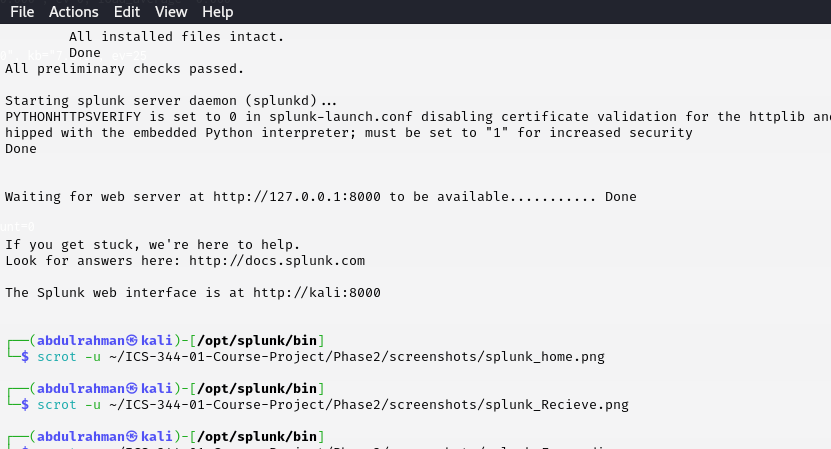 File Actions Edit View Help
All installed files intact.
Done
All preliminary checks passed.
Starting splunk server daemon (splunkd)...
PYTHONHTTPSVERIFY is set to 0 in splunk-launch.conf disabling certificate validation for the httplib and
hipped with the embedded Python interpreter; must be set to "1" for increased security
Done
Waiting for web server at http://127.0.0.1:8000 to be available........... Done
If you get stuck, we're here to help.
Look for answers here: http://docs.splunk.com
The Splunk web interface is at http://kali:8000
┌──(abdulrahman㉿kali)-[/opt/splunk/bin]
└─$ scrot -u ~/ICS-344-01-Course-Project/Phase2/screenshots/splunk_home.png
┌──(abdulrahman㉿kali)-[/opt/splunk/bin]
└─$ scrot -u ~/ICS-344-01-Course-Project/Phase2/screenshots/splunk_Recieve.png
┌──(abdulrahman㉿kali)-[/opt/splunk/bin]